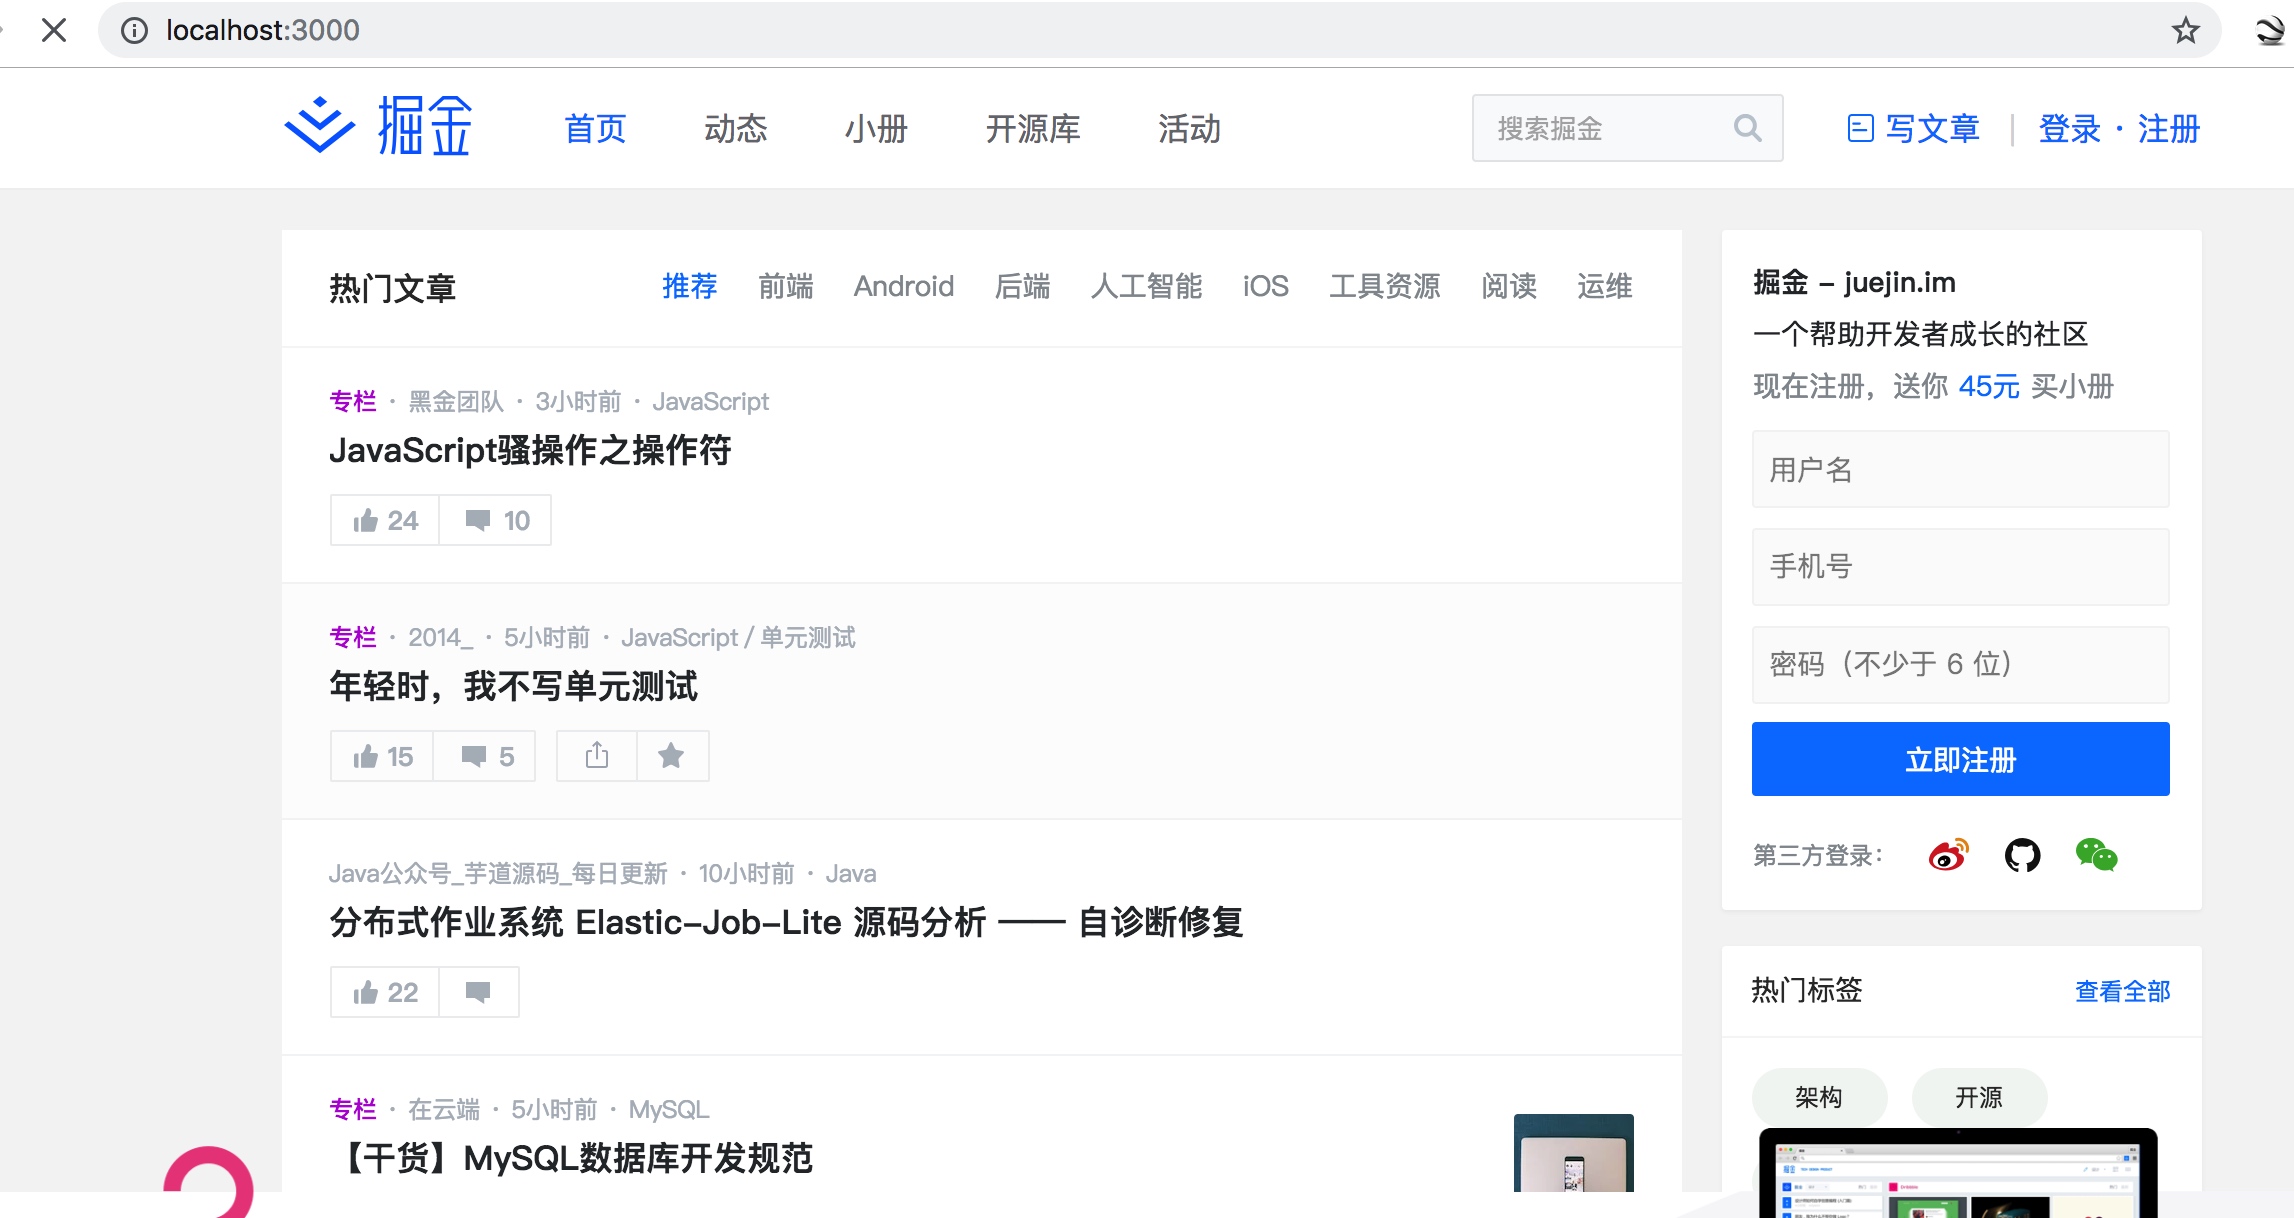 localhost:3000
掘金
首页 动态 小册 开源库 活动
搜索掘金
写文章 | 登录 · 注册
热门文章
推荐 前端 Android 后端 人工智能 iOS 工具资源 阅读 运维
专栏 · 黑金团队 · 3小时前 · JavaScript
JavaScript骚操作之操作符
24 10
专栏 · 2014_ · 5小时前 · JavaScript / 单元测试
年轻时，我不写单元测试
15 5
Java公众号_芋道源码_每日更新 · 10小时前 · Java
分布式作业系统 Elastic-Job-Lite 源码分析 —— 自诊断修复
22
专栏 · 在云端 · 5小时前 · MySQL
【干货】MySQL数据库开发规范
掘金 - juejin.im
一个帮助开发者成长的社区
现在注册，送你 45元 买小册
用户名
手机号
密码（不少于 6 位）
立即注册
第三方登录：
热门标签 查看全部
架构 开源